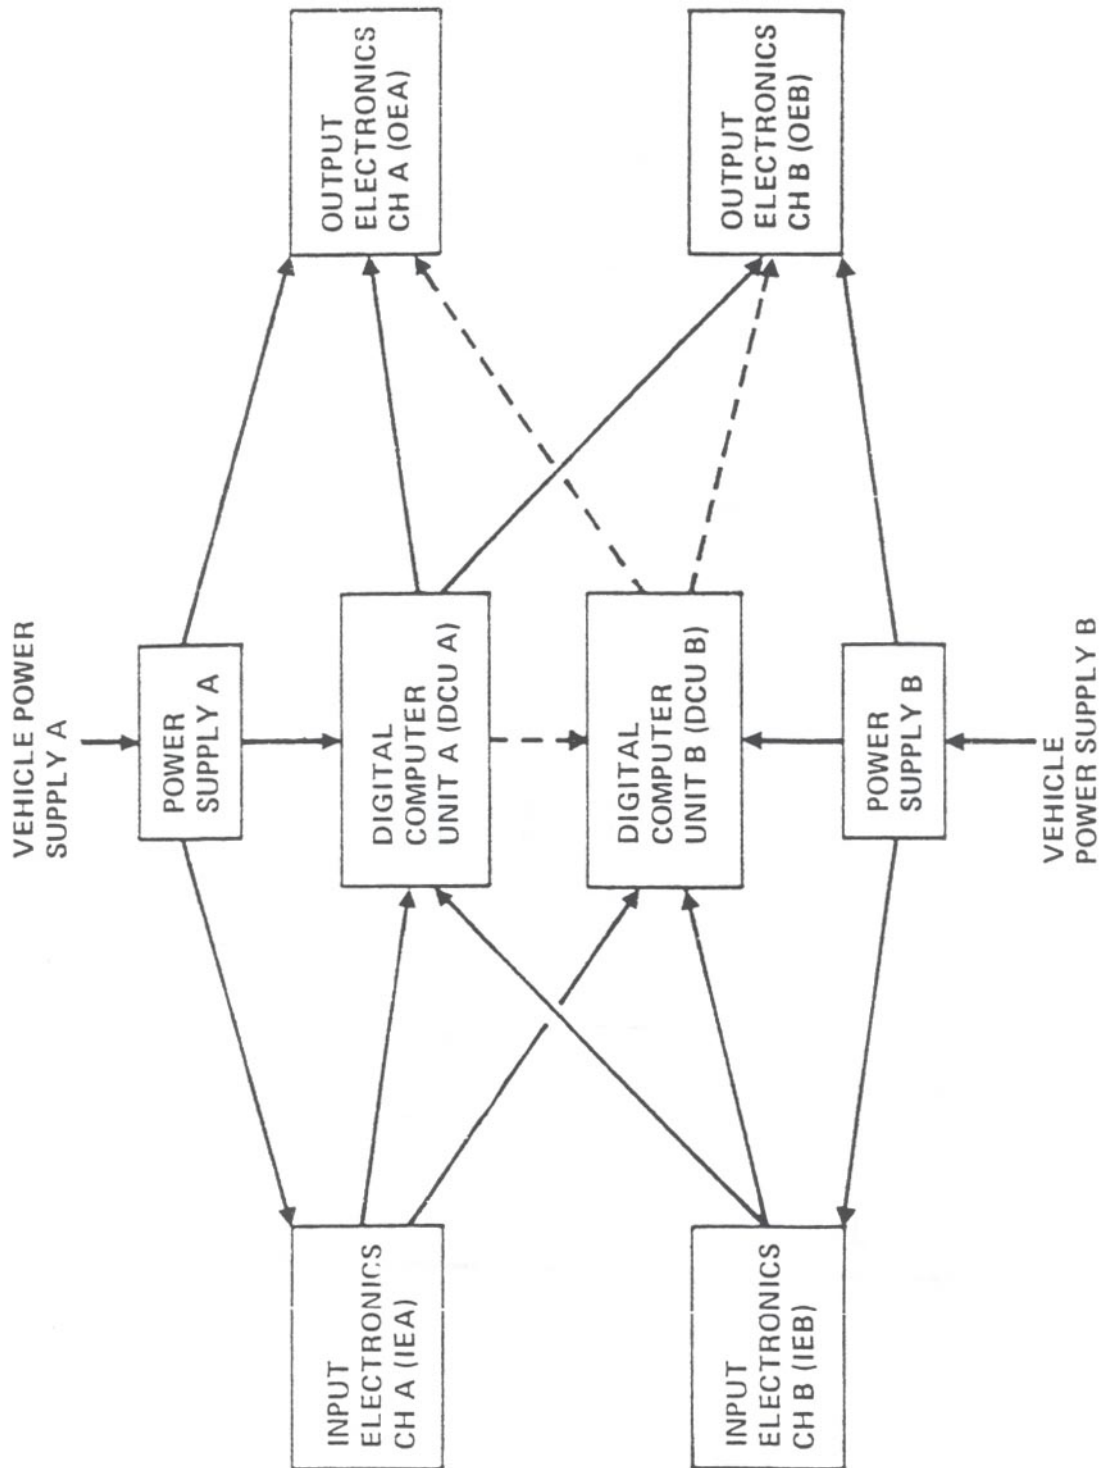 VEHICLE POWER
SUPPLY A
POWER
SUPPLY A
INPUT
ELECTRONICS
CH A (IEA)
DIGITAL
COMPUTER
UNIT A (DCU A)
OUTPUT
ELECTRONICS
CH A (OEA)
INPUT
ELECTRONICS
CH B (IEB)
DIGITAL
COMPUTER
UNIT B (DCU B)
OUTPUT
ELECTRONICS
CH B (OEB)
POWER
SUPPLY B
VEHICLE
POWER SUPPLY B